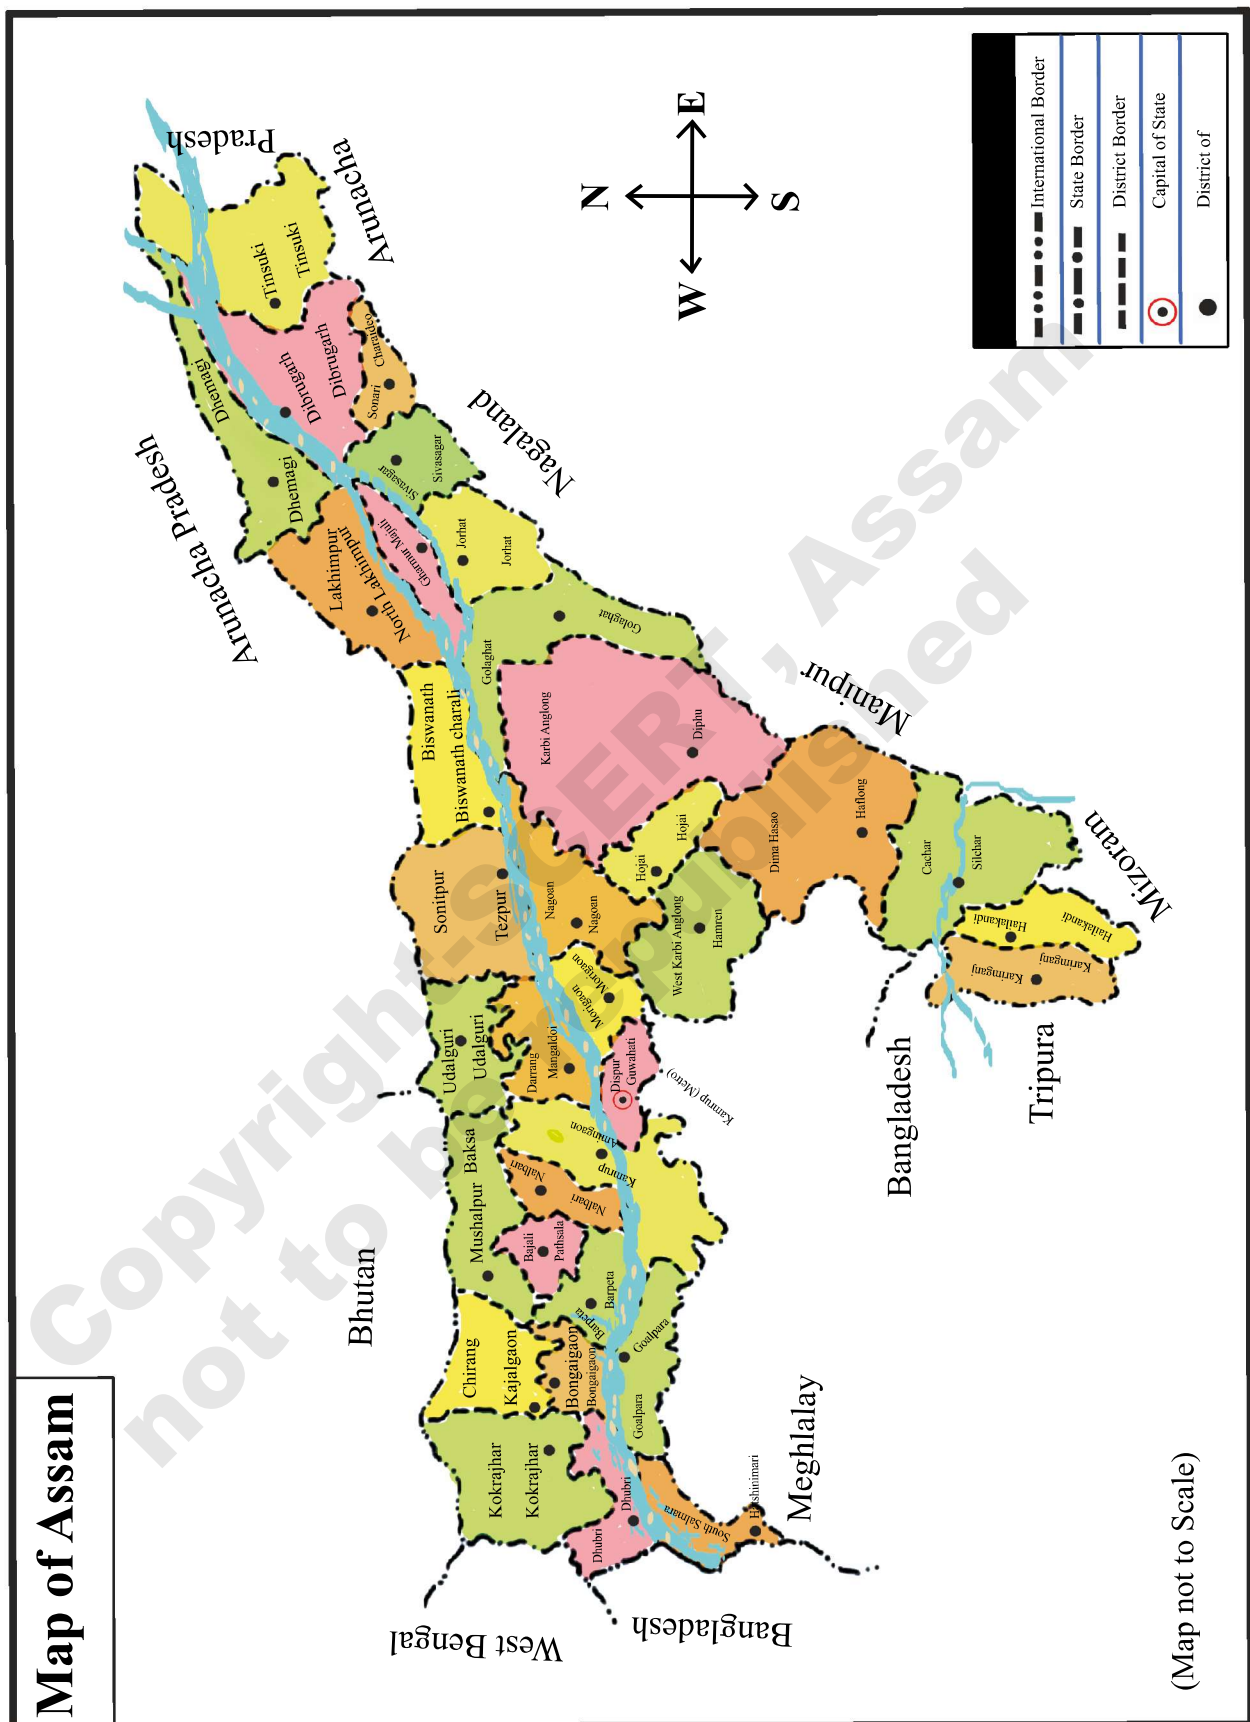 Map of Assam
International Border
State Border
District Border
Capital of State
District of
N
E
S
W
Arunacha
Pradesh
Arunacha Pradesh
Nagaland
Manipur
Mizoram
Tripura
Bangladesh
Meghlalay
Bangladesh
West Bengal
Bhutan
Tinsuki
Tinsuki
Dibrugarh
Dibrugarh
Dhemagi
Dhemagi
Charaideo
Sonari
Sivasagar
Sivasagar
Lakhimpur
North Lakhimpur
Gharmur Majuli
Jorhat
Jorhat
Golaghat
Golaghat
Biswanath
Biswanath charali
Karbi Anglong
Diphu
Sonitpur
Tezpur
Nagoan
Nagoan
Hojai
Hojai
Dima Hasao
Haflong
West Karbi Anglong
Hamren
Cachar
Silchar
Hailakandi
Hailakandi
Karimganj
Karimganj
Morigaon
Morigaon
Udalguri
Udalguri
Darrang
Mangaldoi
Dispur
Guwahati
Kamrup (Metro)
Amingaon
Kamrup
Baksa
Mushalpur
Nalbari
Nalbari
Bajali
Pathsala
Barpeta
Barpeta
Chirang
Kajalgaon
Bongaigaon
Bongaigaon
Goalpara
Goalpara
Kokrajhar
Kokrajhar
Dhubri
Dhubri
South Salmara
Hatshinimari
(Map not to Scale)
Copyright-SCERT, Assam
not to be republished